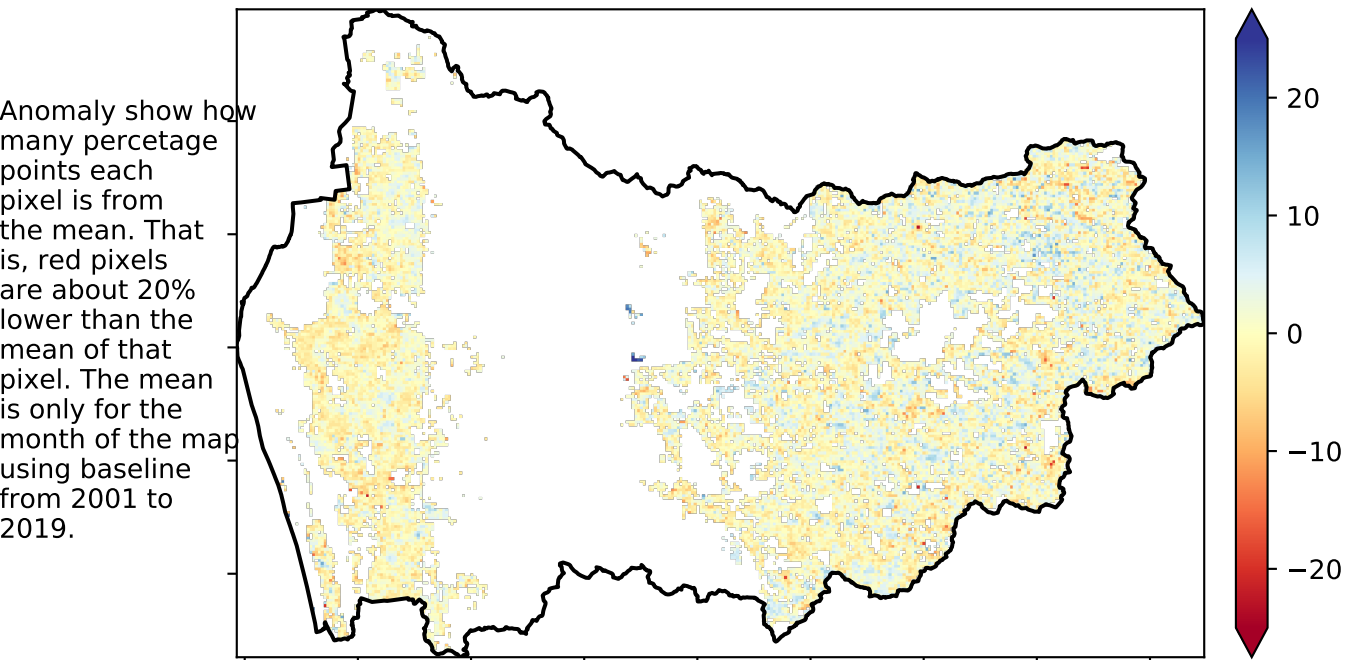 Anomaly show how
many percetage
points each
pixel is from
the mean. That
is, red pixels
are about 20%
lower than the
mean of that
pixel. The mean
is only for the
month of the map
using baseline
from 2001 to
2019.
20
10
0
−10
−20